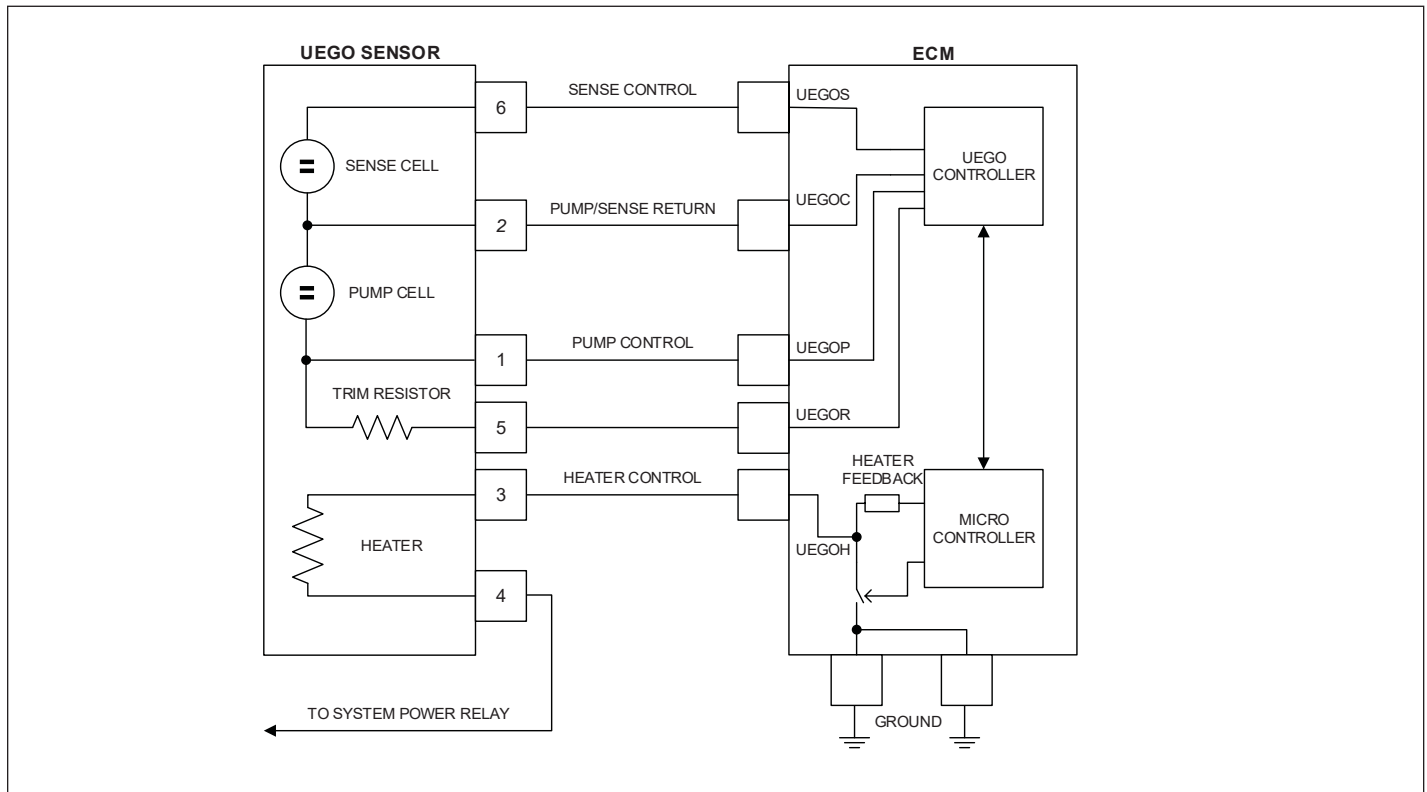 UEGO SENSOR
ECM
6
SENSE CONTROL
UEGOS
SENSE CELL
UEGO
CONTROLLER
2
PUMP/SENSE RETURN
UEGOC
PUMP CELL
1
PUMP CONTROL
UEGOP
TRIM RESISTOR
5
UEGOR
3
HEATER CONTROL
HEATER
FEEDBACK
MICRO
CONTROLLER
HEATER
UEGOH
4
TO SYSTEM POWER RELAY
GROUND